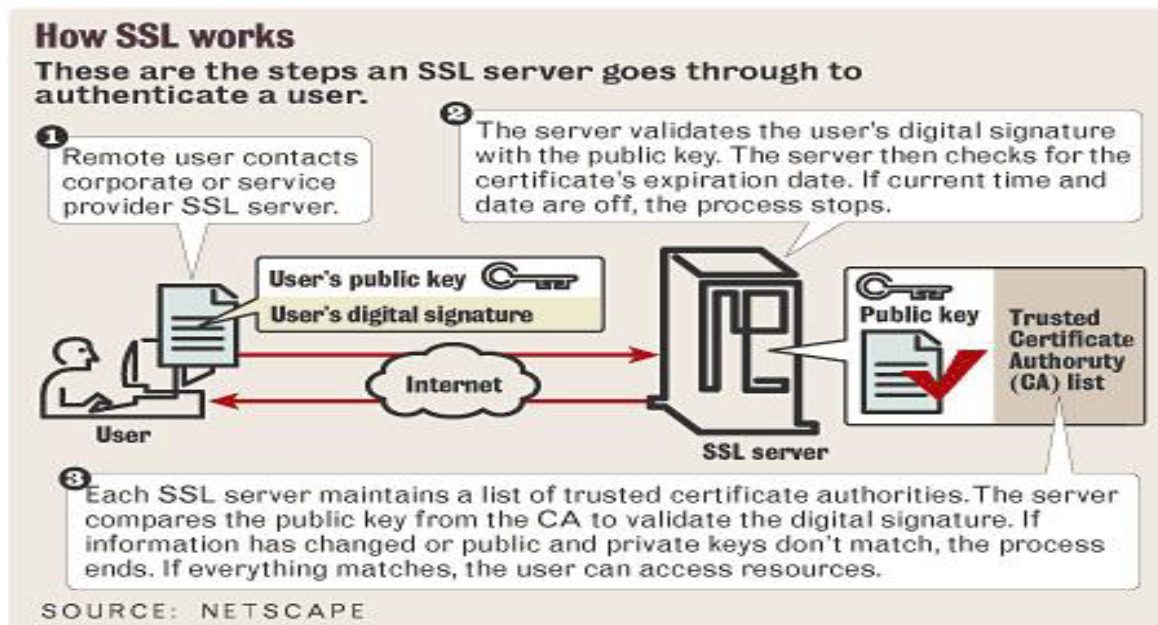 How SSL works
These are the steps an SSL server goes through to
authenticate a user.
1
Remote user contacts
corporate or service
provider SSL server.
2
The server validates the user's digital signature
with the public key. The server then checks for the
certificate's expiration date. If current time and
date are off, the process stops.
User's public key
User's digital signature
Internet
User
SSL server
Public key
Trusted
Certificate
Authoruty
(CA) list
3
Each SSL server maintains a list of trusted certificate authorities. The server
compares the public key from the CA to validate the digital signature. If
information has changed or public and private keys don't match, the process
ends. If everything matches, the user can access resources.
SOURCE: NETSCAPE